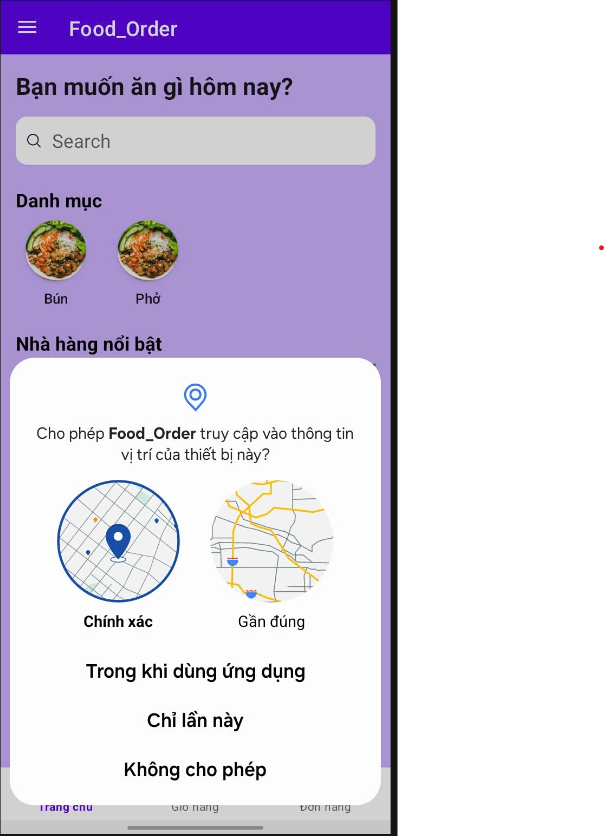 Food_Order
Bạn muốn ăn gì hôm nay?
Search
Danh mục
Bún
Phở
Nhà hàng nổi bật
Cho phép Food_Order truy cập vào thông tin
vị trí của thiết bị này?
Chính xác
Gần đúng
Trong khi dùng ứng dụng
Chỉ lần này
Không cho phép
Trang chủ
Giỏ hàng
Đơn hàng